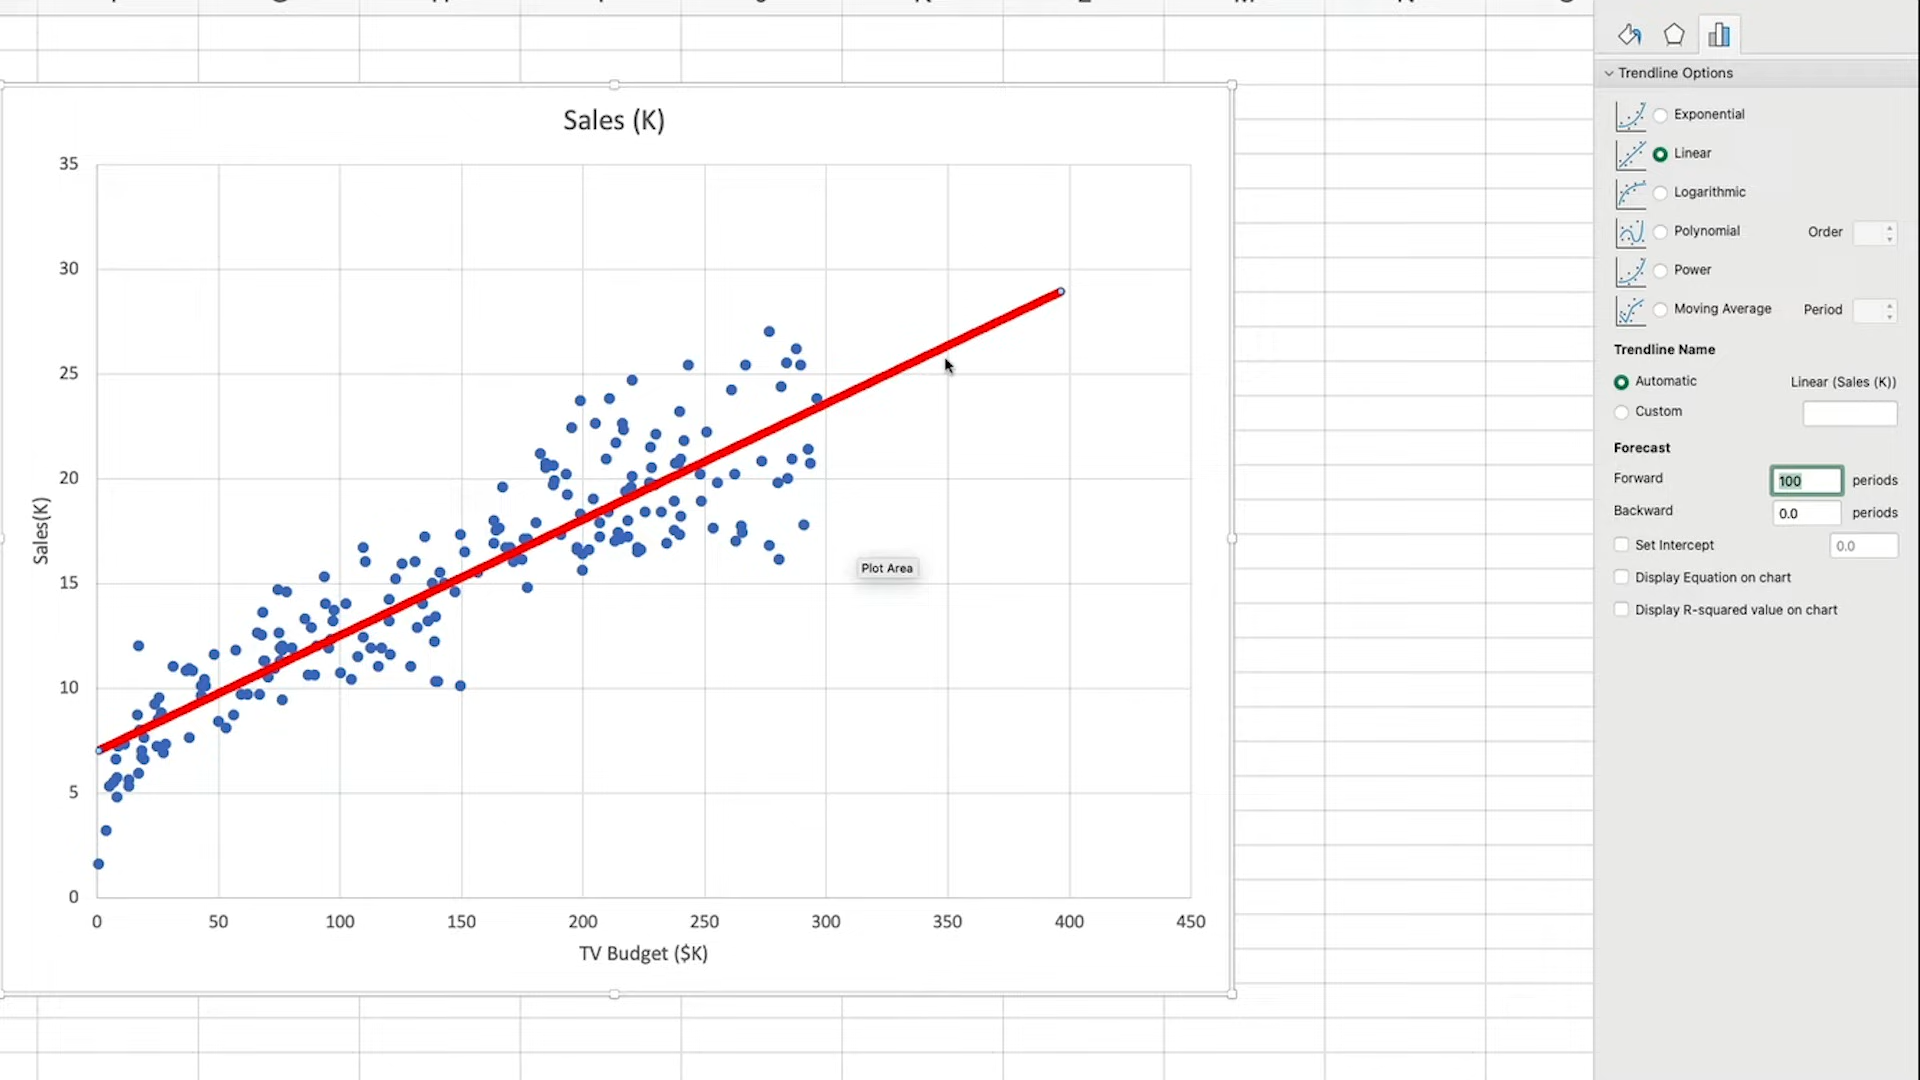 Trendline Options
Exponential
Sales (K)
Linear
35
Logarithmic
Polynomial
Order
30
Power
Moving Average
Period
Trendline Name
25
Automatic
Linear (Sales (K))
Custom
Forecast
20
Forward
100
periods
Backward
0.0
periods
Sales(K)
Set Intercept
0.0
Plot Area
15
Display Equation on chart
Display R-squared value on chart
10
5
0
0 50 100 150 200 250 300 350 400 450
TV Budget ($K)